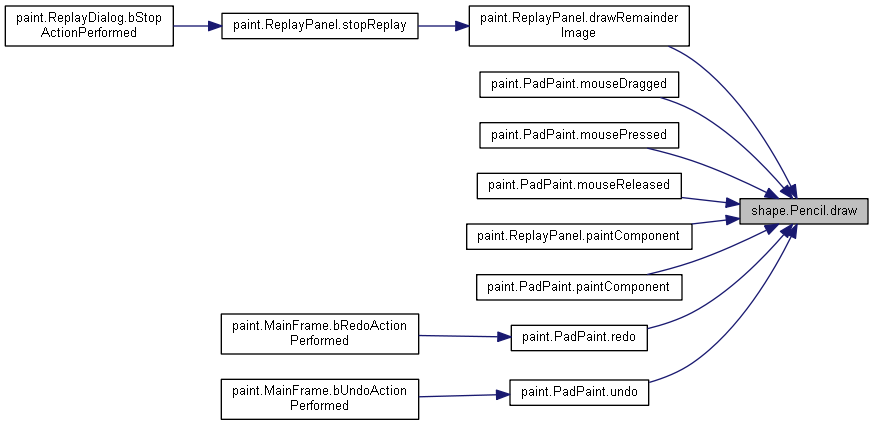 paint.ReplayDialog.bStop
ActionPerformed
paint.ReplayPanel.stopReplay
paint.ReplayPanel.drawRemainder
Image
paint.PadPaint.mouseDragged
paint.PadPaint.mousePressed
paint.PadPaint.mouseReleased
shape.Pencil.draw
paint.ReplayPanel.paintComponent
paint.PadPaint.paintComponent
paint.MainFrame.bRedoAction
Performed
paint.PadPaint.redo
paint.MainFrame.bUndoAction
Performed
paint.PadPaint.undo